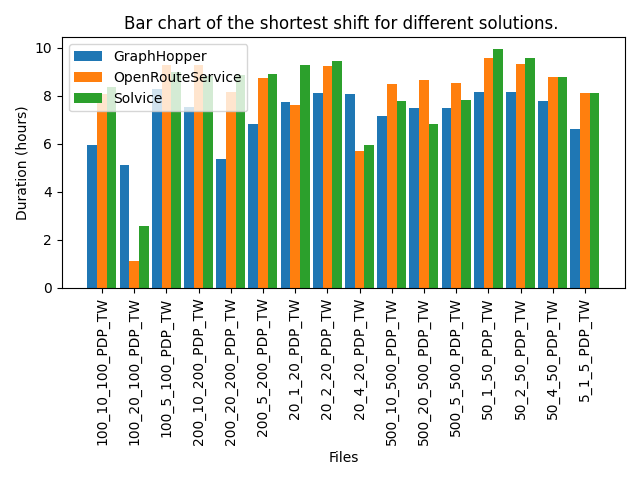 Bar chart of the shortest shift for different solutions.
GraphHopper
OpenRouteService
Solvice
Duration (hours)
10
8
6
4
2
0
100_10_100_PDP_TW
100_20_100_PDP_TW
100_5_100_PDP_TW
200_10_200_PDP_TW
200_20_200_PDP_TW
200_5_200_PDP_TW
20_1_20_PDP_TW
20_2_20_PDP_TW
20_4_20_PDP_TW
500_10_500_PDP_TW
500_20_500_PDP_TW
500_5_500_PDP_TW
50_1_50_PDP_TW
50_2_50_PDP_TW
50_4_50_PDP_TW
5_1_5_PDP_TW
Files